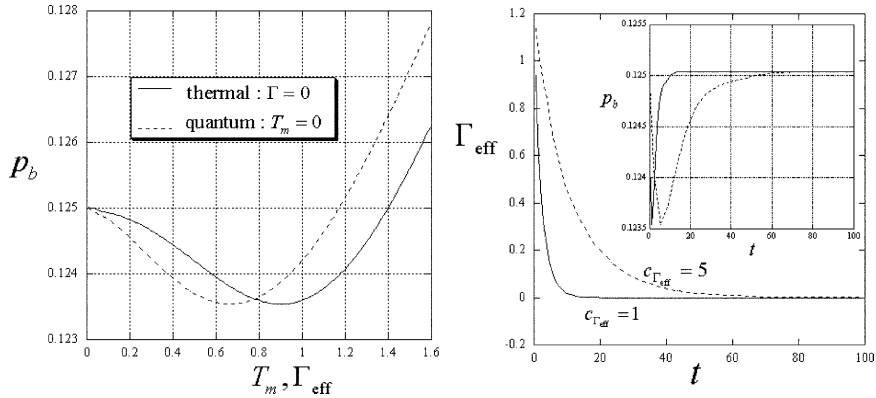 0.128
0.127
0.126
0.125
0.124
0.123
p_b
thermal : Γ = 0
quantum : T_m = 0
0 0.2 0.4 0.6 0.8 1 1.2 1.4 1.6
T_m , Γ_eff
1.2
1
0.8
0.6
0.4
0.2
0
-0.2
Γ_eff
0.1255
0.125
0.1245
0.124
0.1235
p_b
0 20 40 60 80 100
t
c_Γ_eff = 5
c_Γ_eff = 1
0 20 40 60 80 100
t